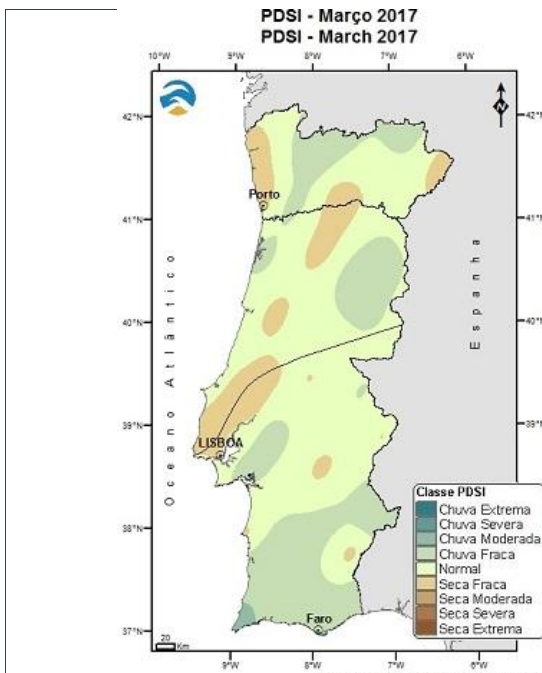 PDSI - Março 2017
PDSI - March 2017
10°W 9°W 8°W 7°W 6°W
42°N 42°N
Porto
41°N 41°N
Oceano Atlântico
Espanha
40°N 40°N
39°N 39°N
LISBOA
Classe PDSI
Chuva Extrema
Chuva Severa
Chuva Moderada
Chuva Fraca
Normal
Seca Fraca
Seca Moderada
Seca Severa
Seca Extrema
38°N
Faro
37°N
20
Km
9°W 8°W 7°W 6°W
N